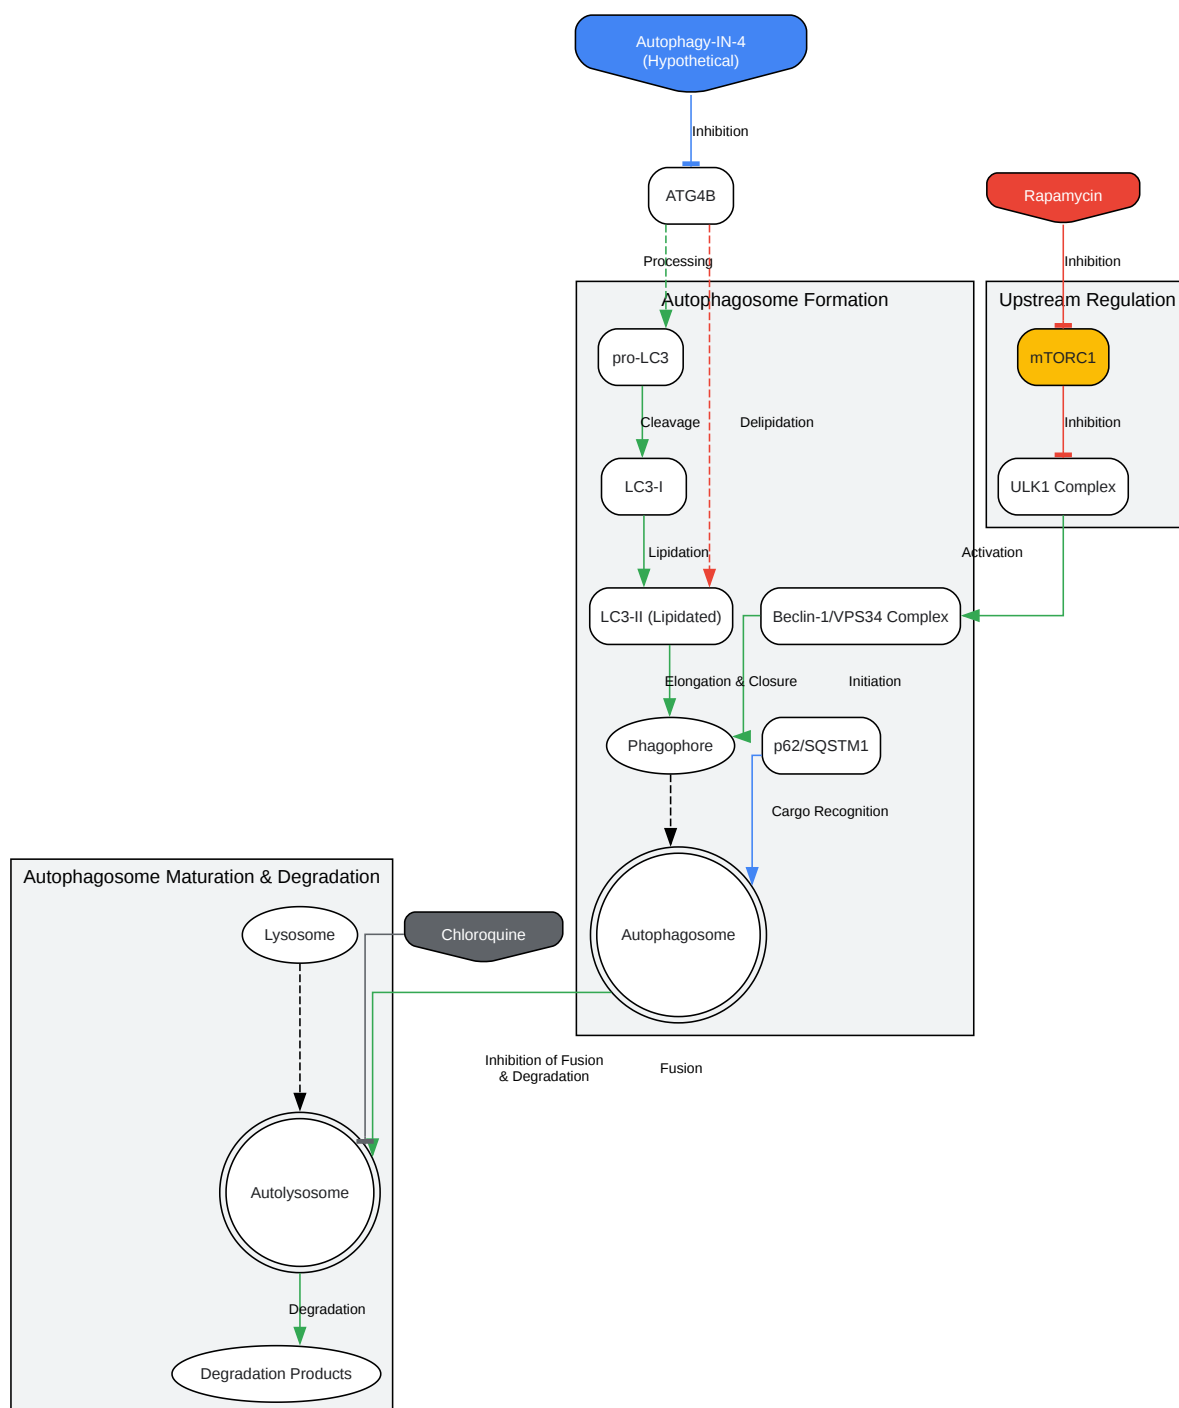 Autophagy-IN-4
(Hypothetical)
Inhibition
ATG4B
Rapamycin
Processing
Inhibition
Autophagosome Formation
Upstream Regulation
pro-LC3
mTORC1
Cleavage
Delipidation
Inhibition
LC3-I
ULK1 Complex
Lipidation
Activation
LC3-II (Lipidated)
Beclin-1/VPS34 Complex
Elongation & Closure
Initiation
Phagophore
p62/SQSTM1
Cargo Recognition
Autophagosome Maturation & Degradation
Lysosome
Chloroquine
Autophagosome
Inhibition of Fusion
& Degradation
Fusion
Autolysosome
Degradation
Degradation Products